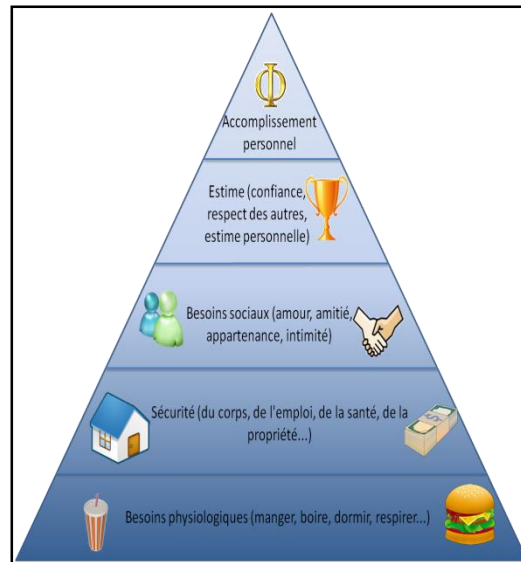 Φ
Accomplissement
personnel
Estime (confiance,
respect des autres,
estime personnelle)
Besoins sociaux (amour, amitié,
appartenance, intimité)
Sécurité (du corps, de l'emploi, de la santé, de la
propriété...)
Besoins physiologiques (manger, boire, dormir, respirer...)